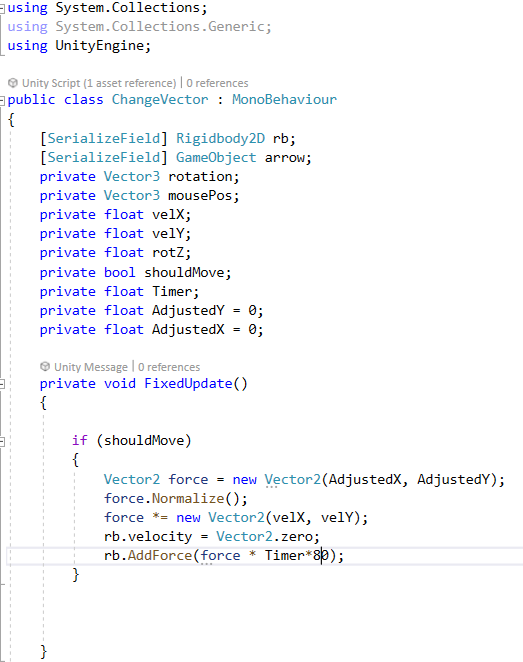 using System.Collections;
using System.Collections.Generic;
using UnityEngine;
Unity Script (1 asset reference) | 0 references
public class ChangeVector : MonoBehaviour
{
[SerializeField] Rigidbody2D rb;
[SerializeField] GameObject arrow;
private Vector3 rotation;
private Vector3 mousePos;
private float velX;
private float velY;
private float rotZ;
private bool shouldMove;
private float Timer;
private float AdjustedY = 0;
private float AdjustedX = 0;
Unity Message | 0 references
private void FixedUpdate()
{
if (shouldMove)
{
Vector2 force = new Vector2(AdjustedX, AdjustedY);
force.Normalize();
force *= new Vector2(velX, velY);
rb.velocity = Vector2.zero;
rb.AddForce(force * Timer*80);
}
}